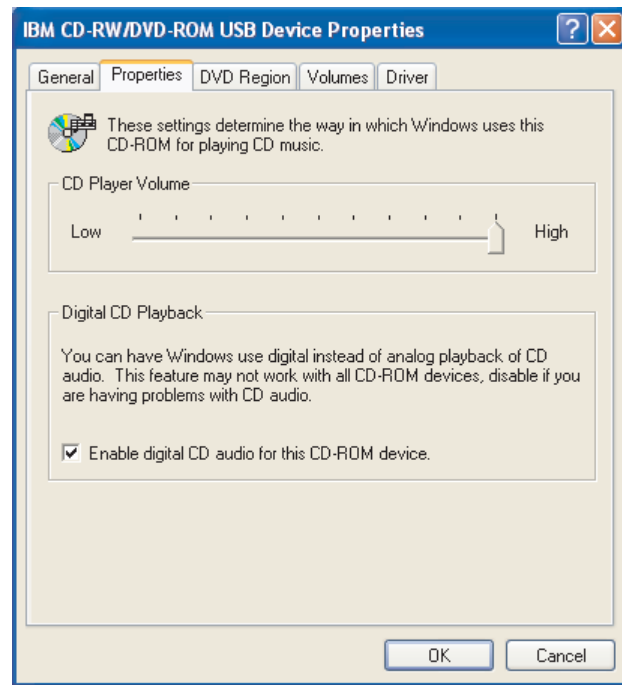 IBM CD-RW/DVD-ROM USB Device Properties
General Properties DVD Region Volumes Driver
These settings determine the way in which Windows uses this
CD-ROM for playing CD music.
CD Player Volume
Low High
Digital CD Playback
You can have Windows use digital instead of analog playback of CD
audio. This feature may not work with all CD-ROM devices, disable if you
are having problems with CD audio.
Enable digital CD audio for this CD-ROM device.
OK Cancel